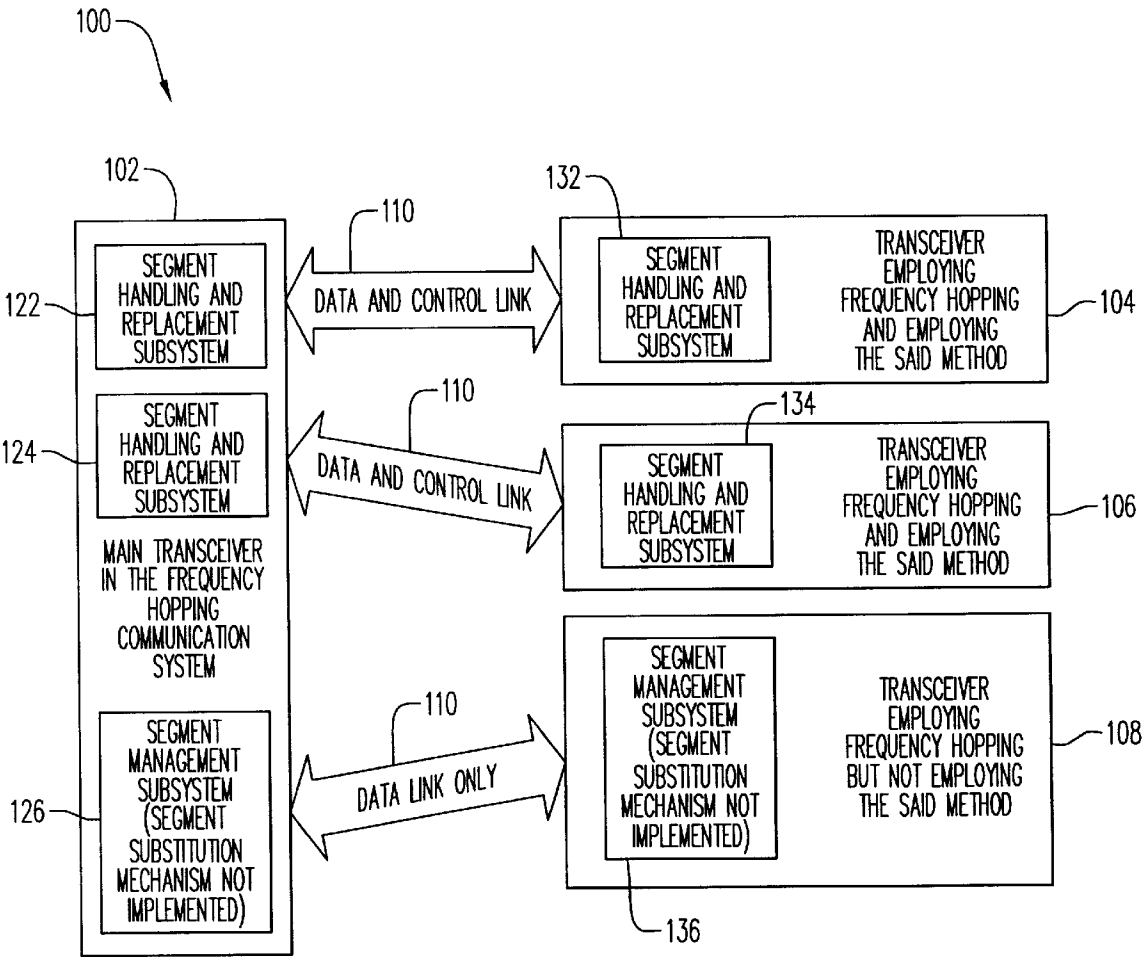 100
102
SEGMENT
HANDLING AND
REPLACEMENT
SUBSYSTEM
122
SEGMENT
HANDLING AND
REPLACEMENT
SUBSYSTEM
124
MAIN TRANSCEIVER
IN THE FREQUENCY
HOPPING
COMMUNICATION
SYSTEM
SEGMENT
MANAGEMENT
SUBSYSTEM
(SEGMENT
SUBSTITUTION
MECHANISM NOT
IMPLEMENTED)
126
110
DATA AND CONTROL LINK
110
DATA AND CONTROL LINK
110
DATA LINK ONLY
132
SEGMENT
HANDLING AND
REPLACEMENT
SUBSYSTEM
TRANSCEIVER
EMPLOYING
FREQUENCY HOPPING
AND EMPLOYING
THE SAID METHOD
104
134
SEGMENT
HANDLING AND
REPLACEMENT
SUBSYSTEM
TRANSCEIVER
EMPLOYING
FREQUENCY HOPPING
AND EMPLOYING
THE SAID METHOD
106
SEGMENT
MANAGEMENT
SUBSYSTEM
(SEGMENT
SUBSTITUTION
MECHANISM NOT
IMPLEMENTED)
TRANSCEIVER
EMPLOYING
FREQUENCY HOPPING
BUT NOT EMPLOYING
THE SAID METHOD
108
136